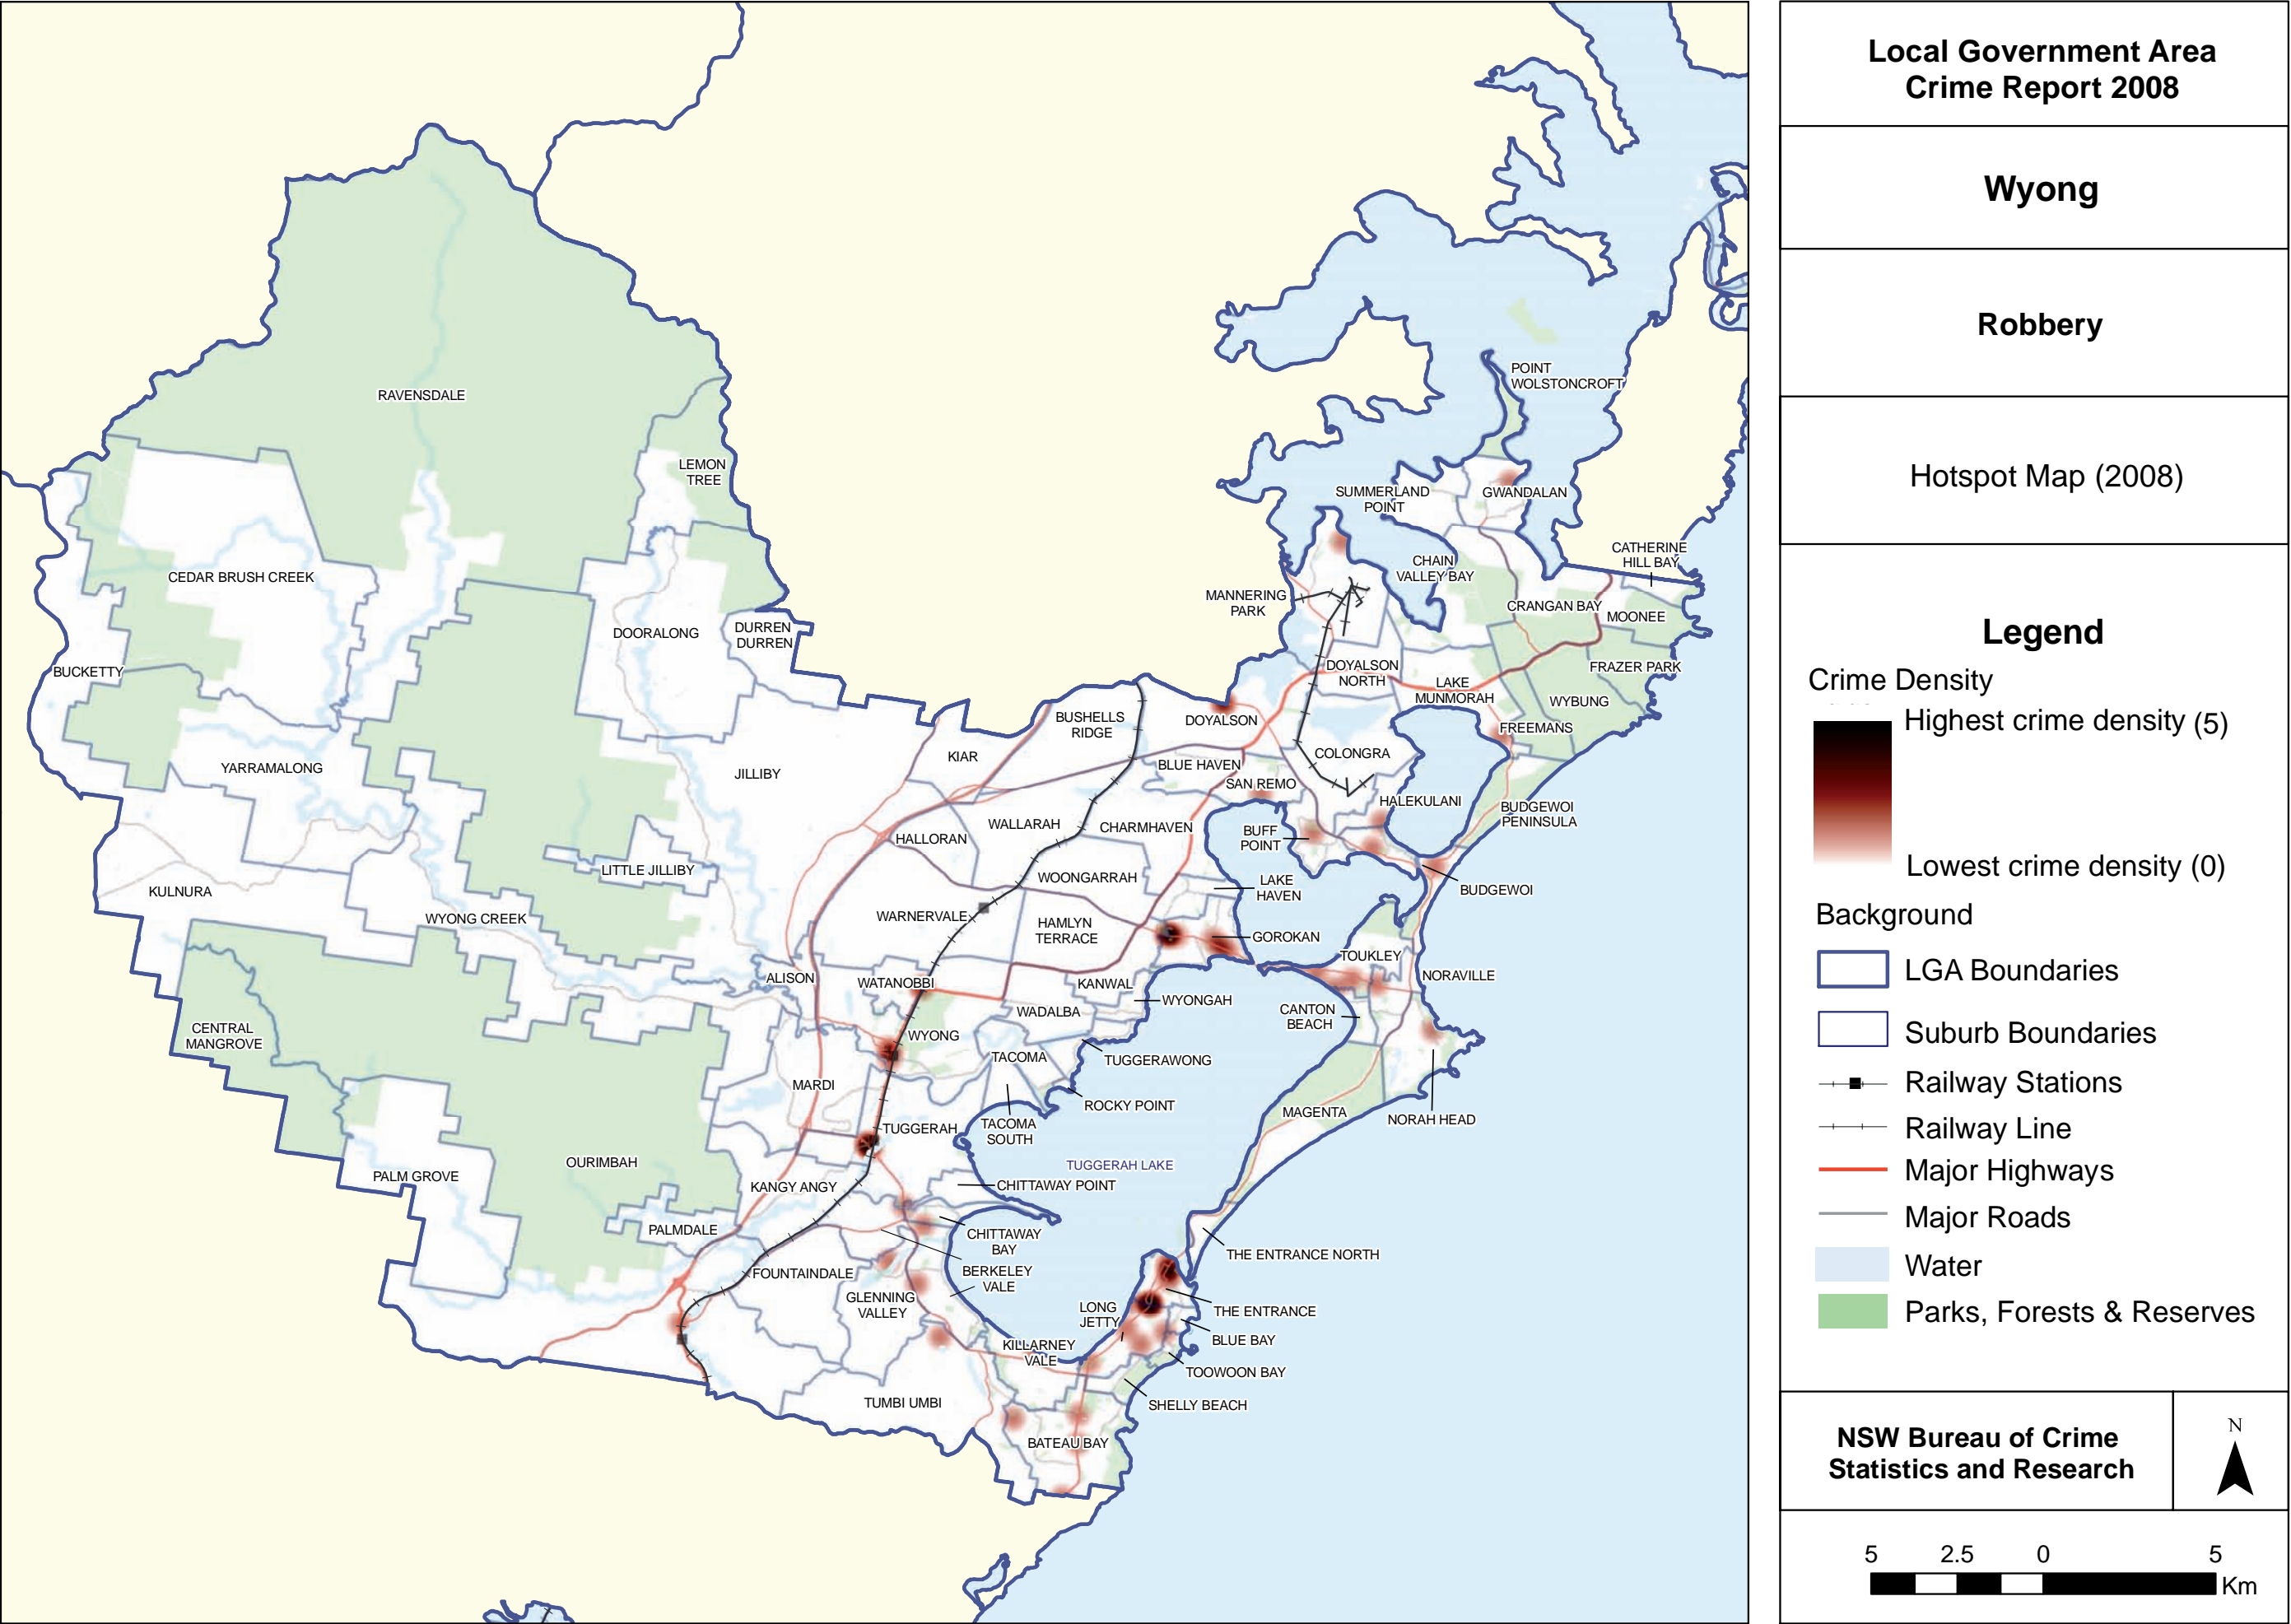 Local Government Area
Crime Report 2008
Wyong
Robbery
Hotspot Map (2008)
Legend
Crime Density
Highest crime density (5)
Lowest crime density (0)
Background
LGA Boundaries
Suburb Boundaries
Railway Stations
Railway Line
Major Highways
Major Roads
Water
Parks, Forests & Reserves
NSW Bureau of Crime
Statistics and Research
N
5 2.5 0 5
Km
POINT
WOLSTONCROFT
RAVENSDALE
LEMON
TREE
SUMMERLAND
POINT
GWANDALAN
CATHERINE
HILL BAY
CHAIN
VALLEY BAY
CEDAR BRUSH CREEK
MANNERING
PARK
CRANGAN BAY
MOONEE
DOORALONG
DURREN
DURREN
BUCKETTY
DOYALSON
NORTH
FRAZER PARK
LAKE
MUNMORAH
WYBUNG
BUSHELLS
RIDGE
DOYALSON
FREEMANS
KIAR
COLONGRA
YARRAMALONG
JILLIBY
BLUE HAVEN
SAN REMO
HALEKULANI
BUDGEWOI
PENINSULA
WALLARAH
CHARMHAVEN
HALLORAN
BUFF
POINT
LITTLE JILLIBY
WOONGARRAH
LAKE
HAVEN
BUDGEWOI
KULNURA
WYONG CREEK
WARNERVALE
HAMLYN
TERRACE
GOROKAN
TOUKLEY
ALISON
WATANOBBI
KANWAL
NORAVILLE
WYONGAH
WADALBA
CANTON
BEACH
CENTRAL
MANGROVE
WYONG
TACOMA
TUGGERAWONG
MARDI
ROCKY POINT
MAGENTA
NORAH HEAD
TUGGERAH
TACOMA
SOUTH
OURIMBAH
TUGGERAH LAKE
PALM GROVE
KANGY ANGY
CHITTAWAY POINT
PALMDALE
CHITTAWAY
BAY
THE ENTRANCE NORTH
FOUNTAINDALE
BERKELEY
VALE
GLENNING
VALLEY
LONG
JETTY
THE ENTRANCE
BLUE BAY
KILLARNEY
VALE
TOOWOON BAY
TUMBI UMBI
SHELLY BEACH
BATEAU BAY